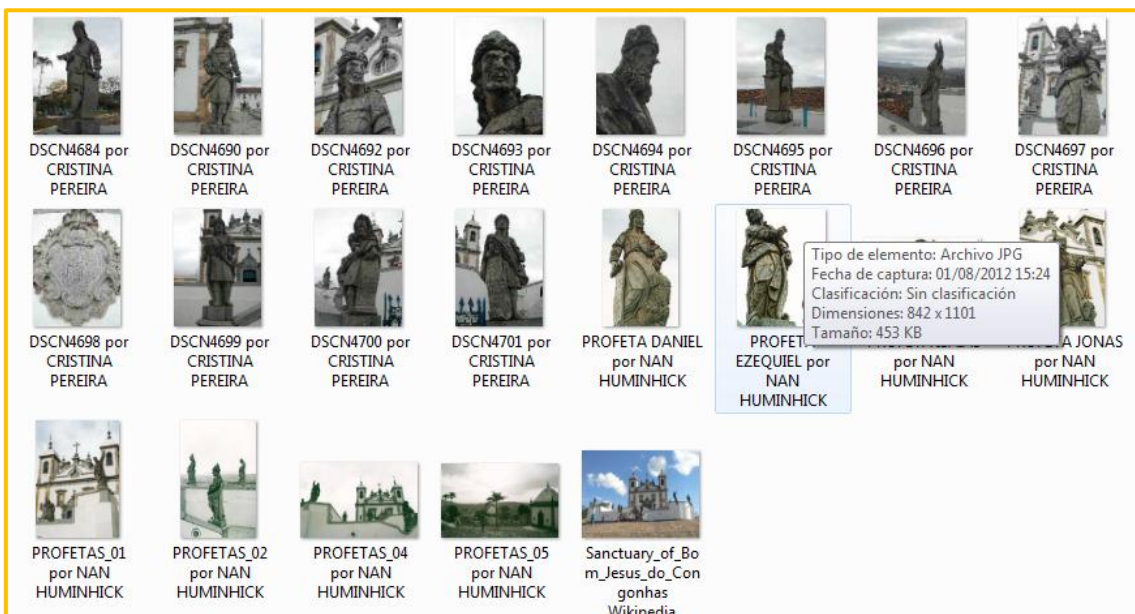 DSCN4684 por
CRISTINA
PEREIRA
DSCN4690 por
CRISTINA
PEREIRA
DSCN4692 por
CRISTINA
PEREIRA
DSCN4693 por
CRISTINA
PEREIRA
DSCN4694 por
CRISTINA
PEREIRA
DSCN4695 por
CRISTINA
PEREIRA
DSCN4696 por
CRISTINA
PEREIRA
DSCN4697 por
CRISTINA
PEREIRA
DSCN4698 por
CRISTINA
PEREIRA
DSCN4699 por
CRISTINA
PEREIRA
DSCN4700 por
CRISTINA
PEREIRA
DSCN4701 por
CRISTINA
PEREIRA
PROFETA DANIEL
por NAN
HUMINHICK
EZEQUIEL por
NAN
HUMINHICK
Tipo de elemento: Archivo JPG
Fecha de captura: 01/08/2012 15:24
Clasificación: Sin clasificación
Dimensiones: 842 x 1101
Tamaño: 453 KB
por NAN
HUMINHICK
JONAS
por NAN
HUMINHICK
PROFETAS_01
por NAN
HUMINHICK
PROFETAS_02
por NAN
HUMINHICK
PROFETAS_04
por NAN
HUMINHICK
PROFETAS_05
por NAN
HUMINHICK
Sanctuary_of_Bo
m_Jesus_do_Con
gonhas
Wikipedia